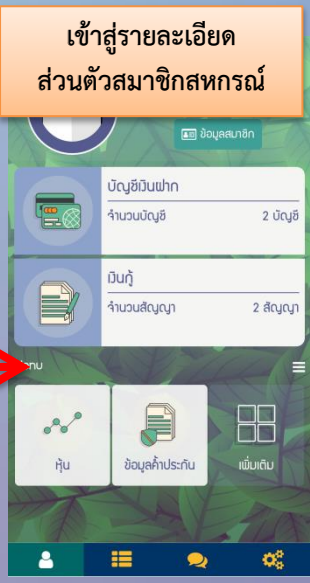 เข้าสู่รายละเอียด
ส่วนตัวสมาชิกสหกรณ์
ข้อมูลสมาชิก
บัญชีเงินฝาก
จำนวนบัญชี 2 บัญชี
เงินกู้
จำนวนสัญญา 2 สัญญา
หุ้น ข้อมูลค้ำประกัน เพิ่มเติม